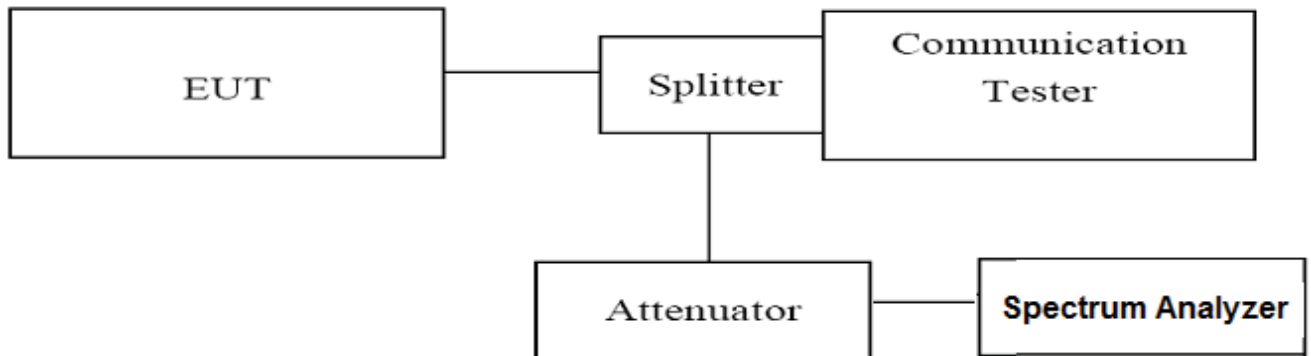 EUT
Splitter
Communication
Tester
Attenuator
Spectrum Analyzer